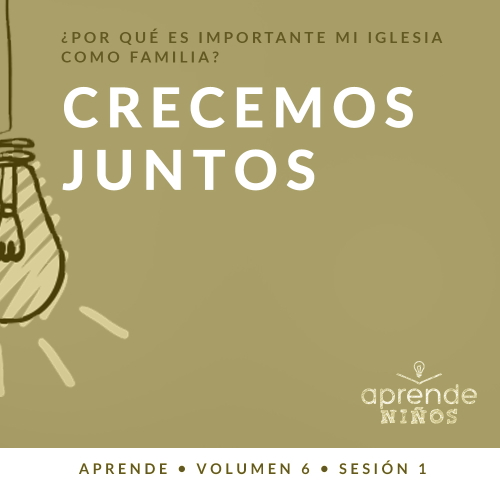 ¿POR QUÉ ES IMPORTANTE MI IGLESIA
COMO FAMILIA?
CRECEMOS
JUNTOS
aprende
NIÑOS
APRENDE • VOLUMEN 6 • SESIÓN 1